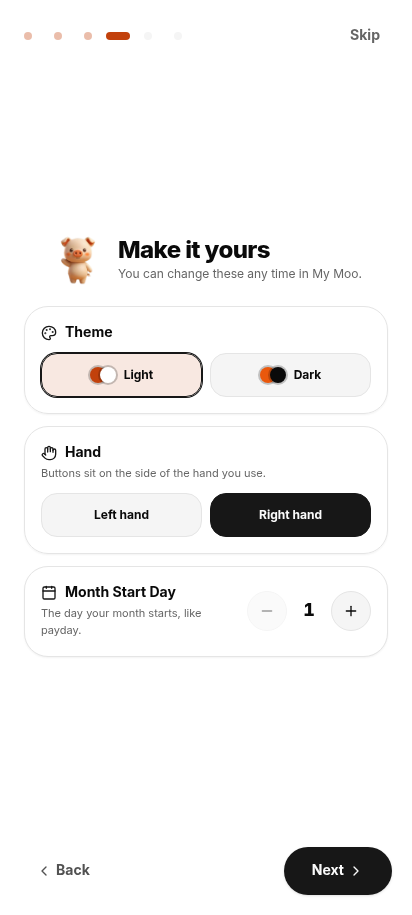 Skip
Make it yours
You can change these any time in My Moo.
Theme
Light
Dark
Hand
Buttons sit on the side of the hand you use.
Left hand
Right hand
Month Start Day
The day your month starts, like
payday.
1
Back
Next